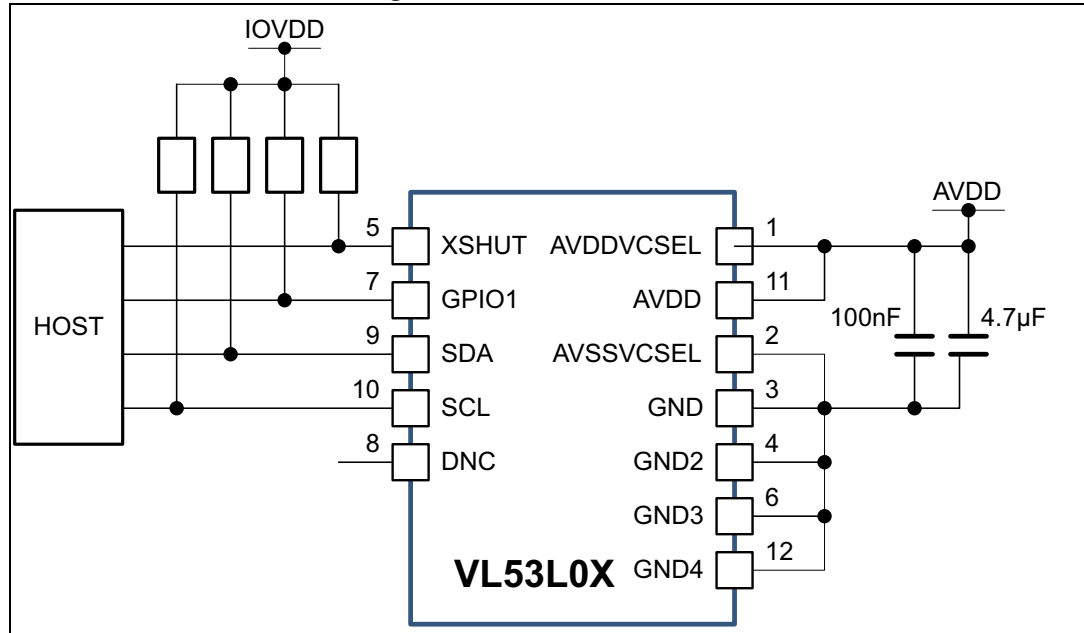 IOVDD
AVDD
HOST
5 XSHUT
7 GPIO1
9 SDA
10 SCL
8 DNC
AVDDVCSEL 1
AVDD 11
AVSSVCSEL 2
GND 3
GND2 4
GND3 6
GND4 12
100nF
4.7µF
VL53L0X